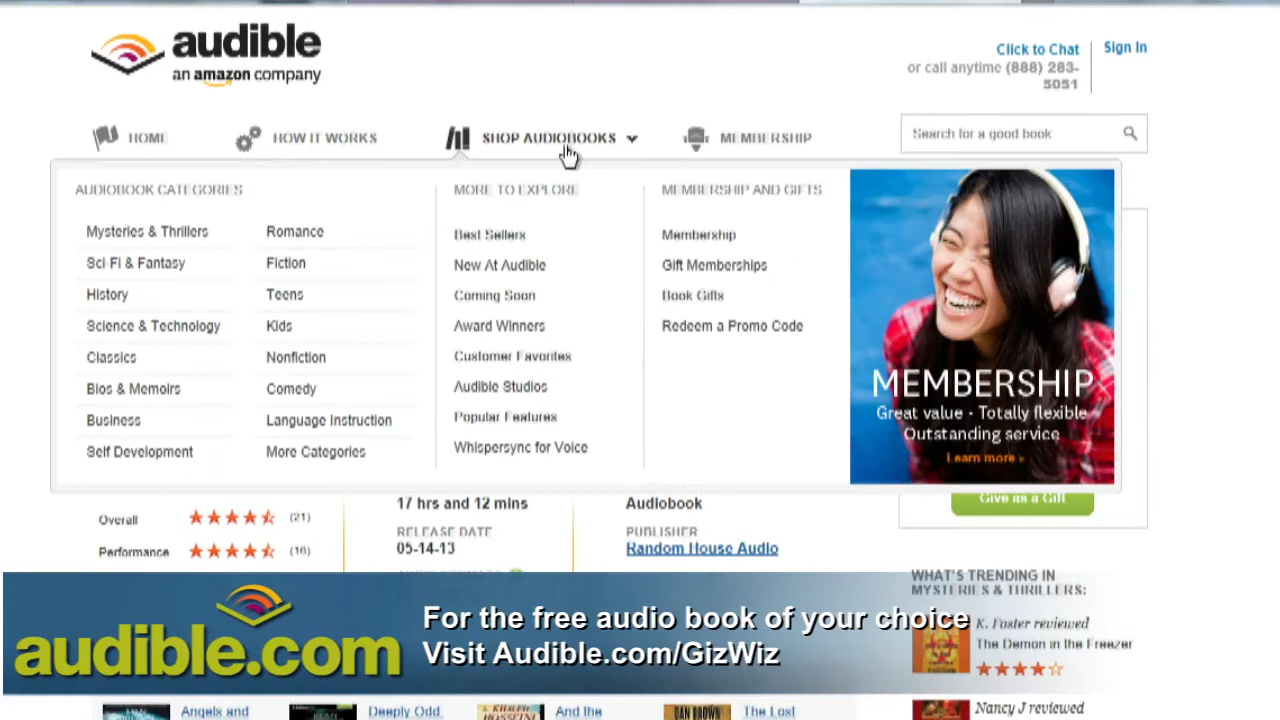 audible
an amazon company
Click to Chat
or call anytime (888) 283-
5051
Sign In
HOME
HOW IT WORKS
SHOP AUDIOBOOKS
MEMBERSHIP
Search for a good book
AUDIOBOOK CATEGORIES
Mysteries & Thrillers
Sci-Fi & Fantasy
History
Science & Technology
Classics
Bios & Memoirs
Business
Self Development
Romance
Fiction
Teens
Kids
Nonfiction
Comedy
Language Instruction
More Categories
MORE TO EXPLORE
Best Sellers
New At Audible
Coming Soon
Award Winners
Customer Favorites
Audible Studios
Popular Features
Whispersync for Voice
MEMBERSHIP AND GIFTS
Membership
Gift Memberships
Book Gifts
Redeem a Promo Code
MEMBERSHIP
Great value - Totally flexible
Outstanding service
Learn more »
Give as a Gift
Overall (21)
Performance (16)
17 hrs and 12 mins
RELEASE DATE
05-14-13
Audiobook
PUBLISHER
Random House Audio
WHAT'S TRENDING IN
MYSTERIES & THRILLERS:
K. Foster reviewed
The Demon in the Freezer
Nancy J reviewed
audible.com
For the free audio book of your choice
Visit Audible.com/GizWiz
Angels and
Deeply Odd
KHALED
HOSSEINI
And the
DAN BROWN
The Lost